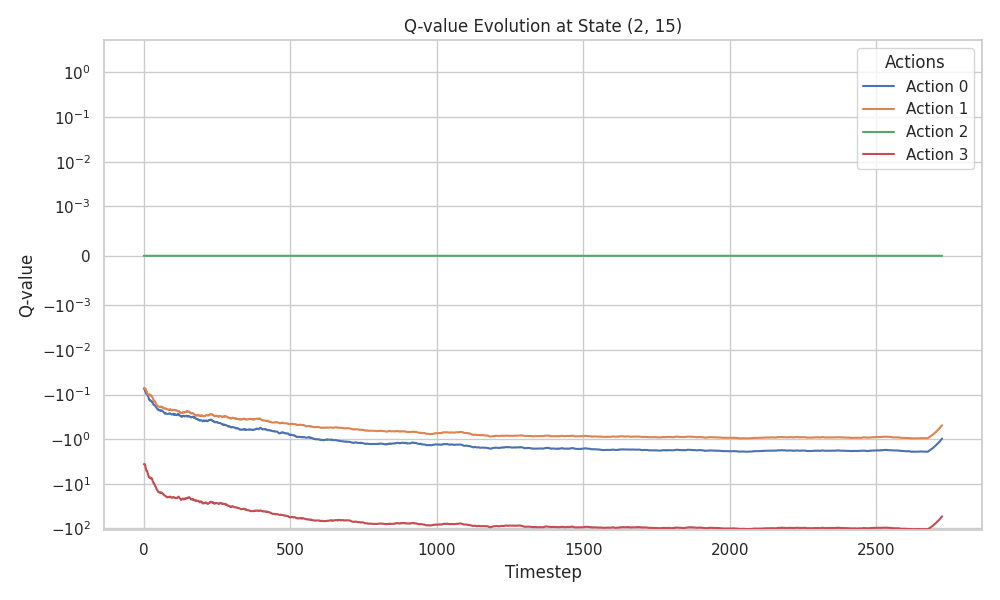 Q-value Evolution at State (2, 15)
Actions
Action 0
Action 1
Action 2
Action 3
Q-value
10⁰
10⁻¹
10⁻²
10⁻³
0
−10⁻³
−10⁻²
−10⁻¹
−10⁰
−10¹
−10²
0 500 1000 1500 2000 2500
Timestep